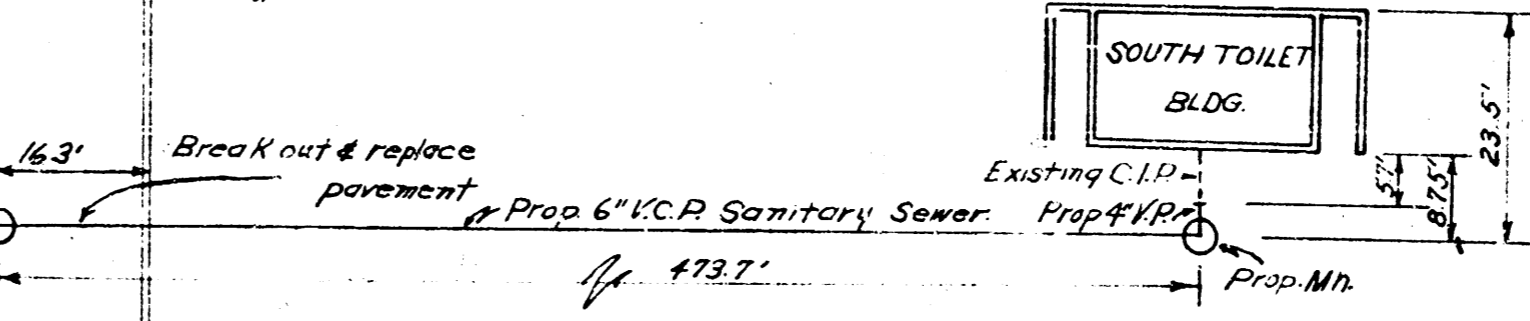 SOUTH TOILET
BLDG.
23.5'
16.3'
Break out & replace
pavement
Existing C.I.P.
5.7'
8.75'
Prop. 6" V.C.P. Sanitary Sewer.
Prop 4" V.P.
473.7'
Prop. Mh.